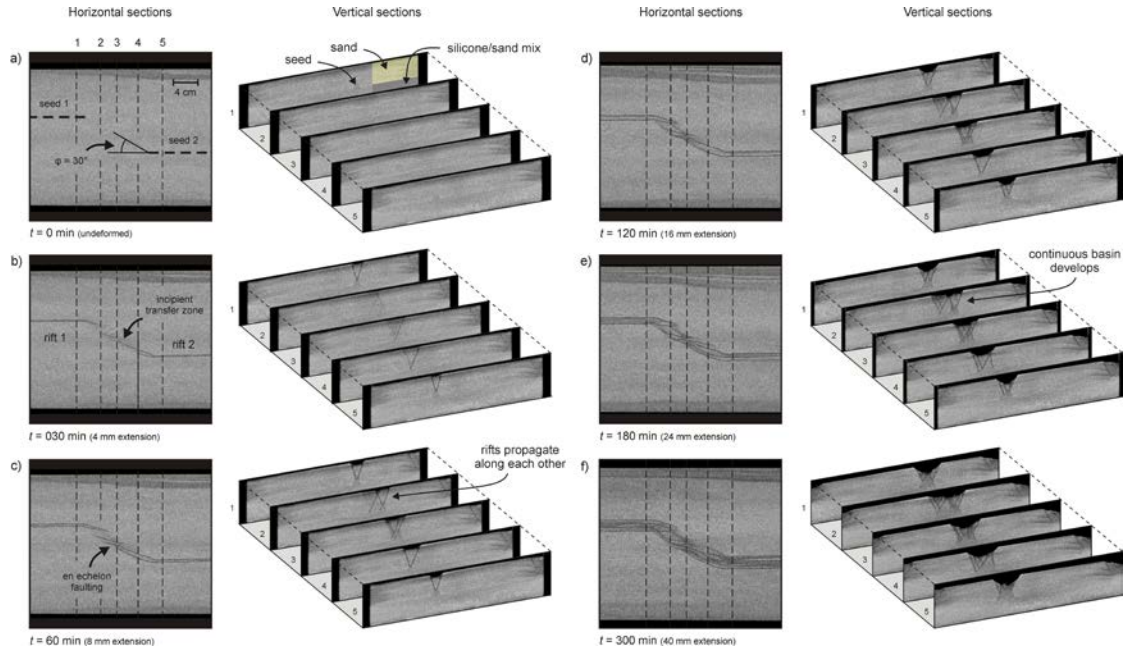 Horizontal sections
Vertical sections
Horizontal sections
Vertical sections
a)
1 2 3 4 5
4 cm
seed 1
seed 2
φ = 30°
t = 0 min (undeformed)
seed
sand
silicone/sand mix
1
2
3
4
5
b)
incipient
transfer zone
rift 1
rift 2
t = 030 min (4 mm extension)
1
2
3
4
5
c)
en echelon
faulting
t = 60 min (8 mm extension)
rifts propagate
along each other
1
2
3
4
5
d)
t = 120 min (16 mm extension)
1
2
3
4
5
e)
t = 180 min (24 mm extension)
continuous basin
develops
1
2
3
4
5
f)
t = 300 min (40 mm extension)
1
2
3
4
5